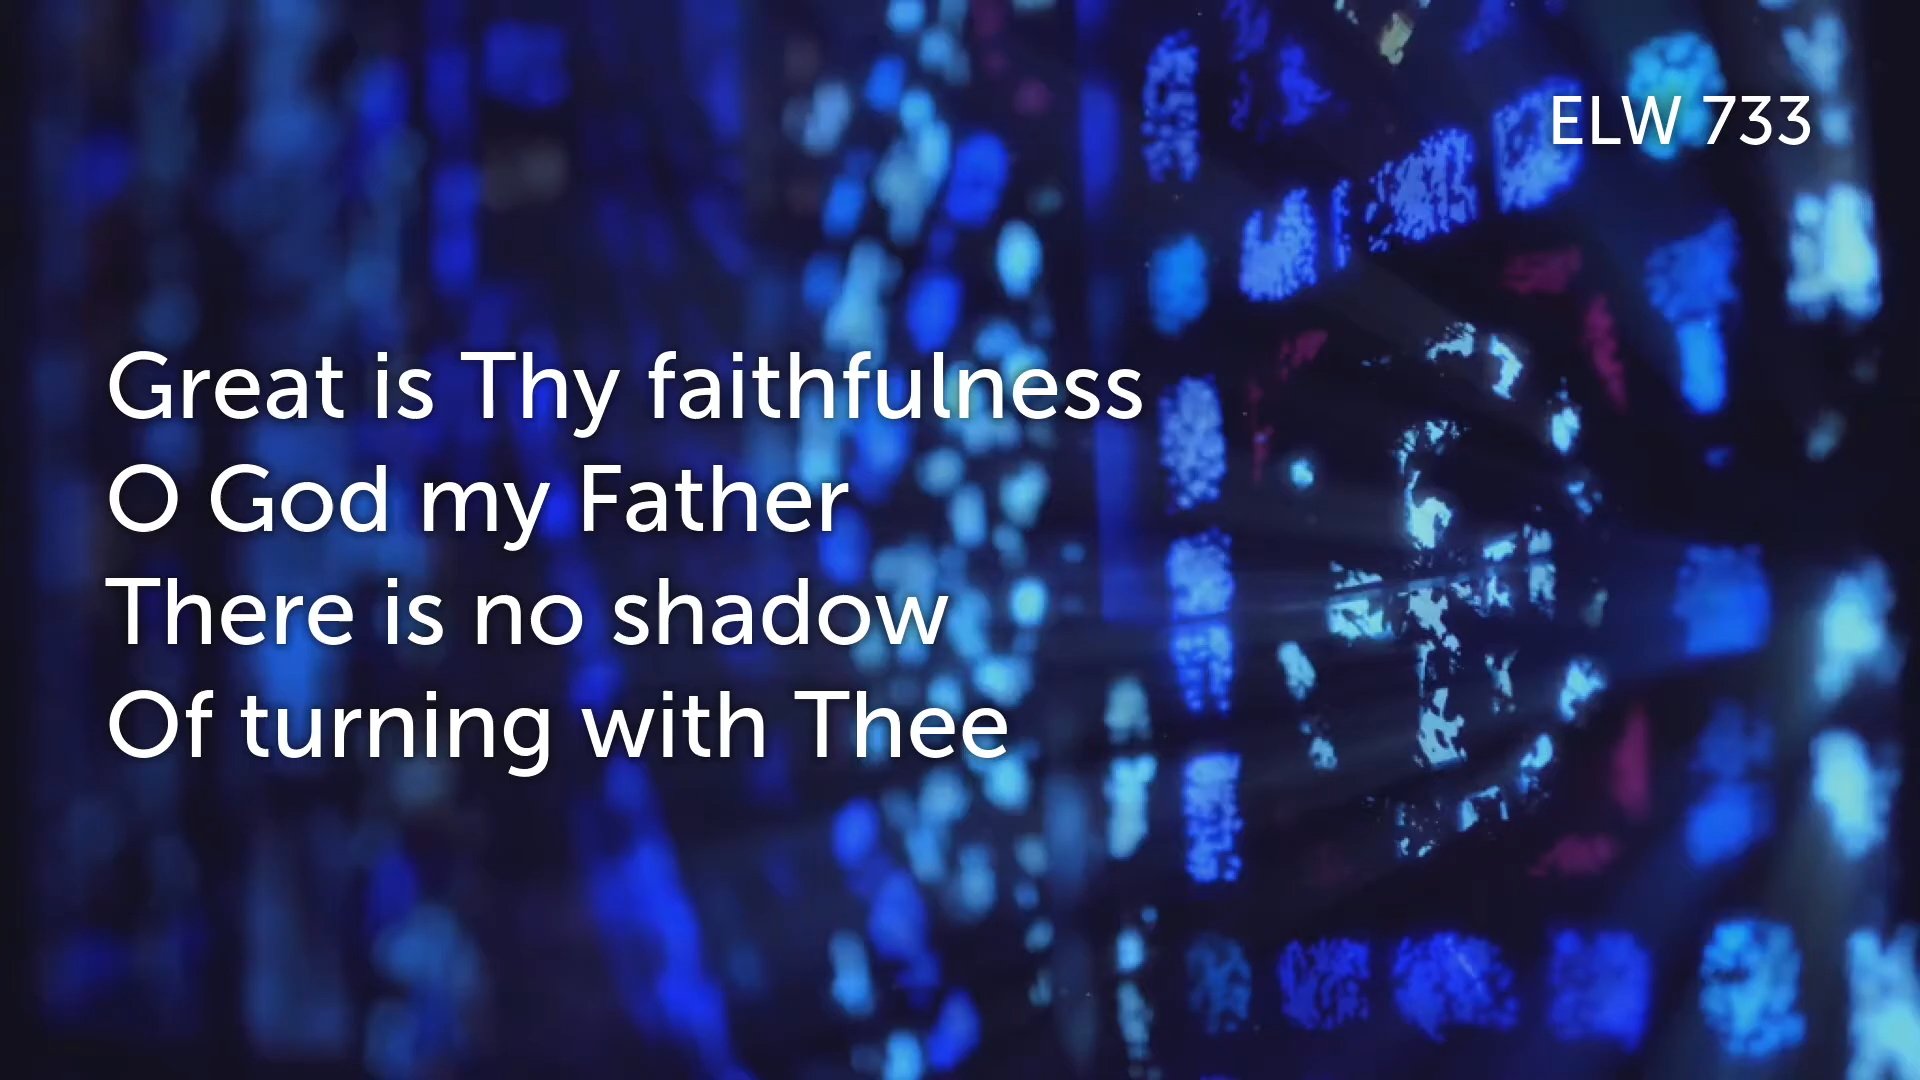 ELW 733
Great is Thy faithfulness
O God my Father
There is no shadow
Of turning with Thee